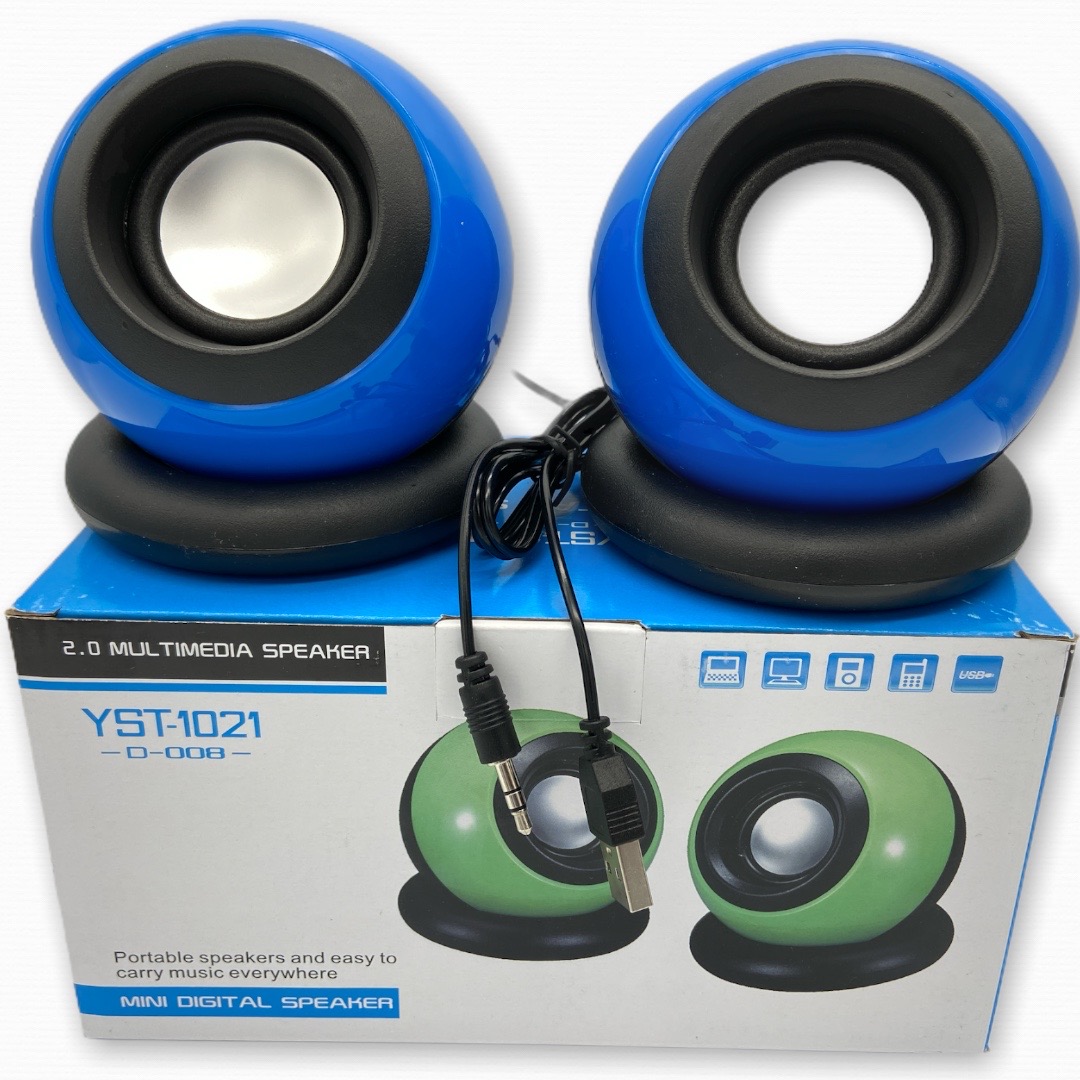 2.0 MULTIMEDIA SPEAKER
YST-1021
-D-008-
USB
Portable speakers and easy to
carry music everywhere
MINI DIGITAL SPEAKER